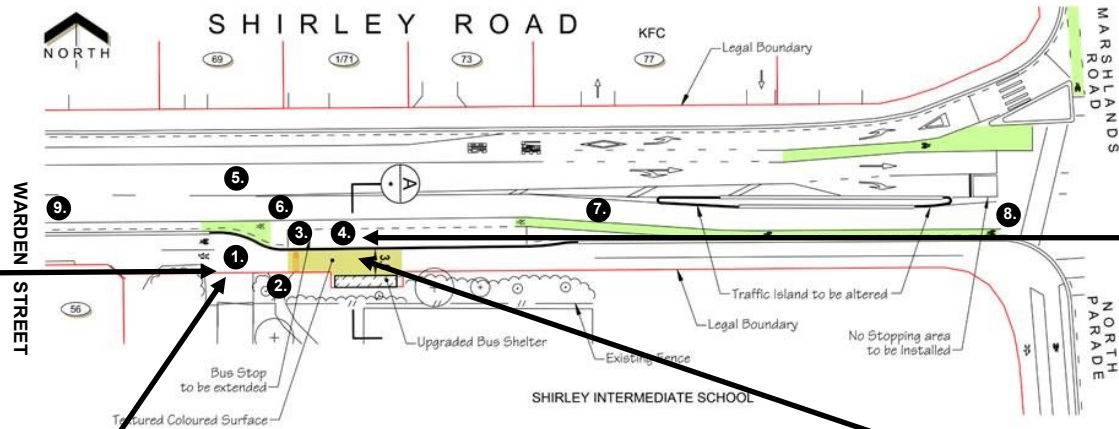 SHIRLEY ROAD
NORTH
69
1/71
73
KFC
77
Legal Boundary
MARSHLANDS
ROAD
A
WARDEN STREET
9.
5.
6.
3.
4.
7.
8.
1.
2.
3
56
Traffic Island to be altered
Legal Boundary
No Stopping area
to be Installed
Upgraded Bus Shelter
Existing Fence
Bus Stop
to be extended
Textured Coloured Surface
SHIRLEY INTERMEDIATE SCHOOL
NORTH
PARADE